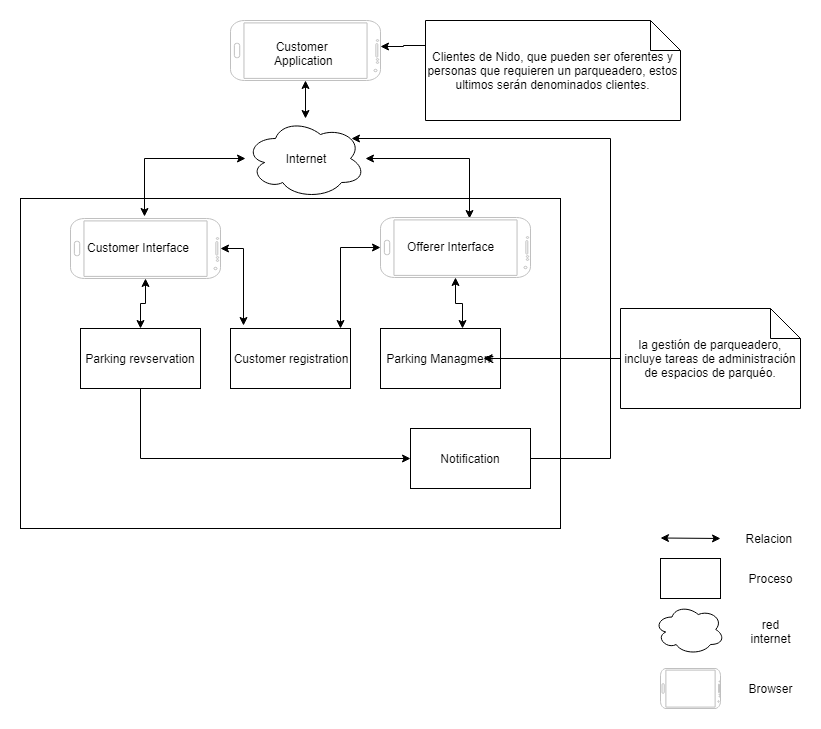 Customer
Application
Clientes de Nido, que pueden ser oferentes y
personas que requieren un parqueadero, estos
ultimos serán denominados clientes.
Internet
Customer Interface
Offerer Interface
Parking revservation
Customer registration
Parking Managment
la gestión de parqueadero,
incluye tareas de administración
de espacios de parquéo.
Notification
Relacion
Proceso
red
internet
Browser